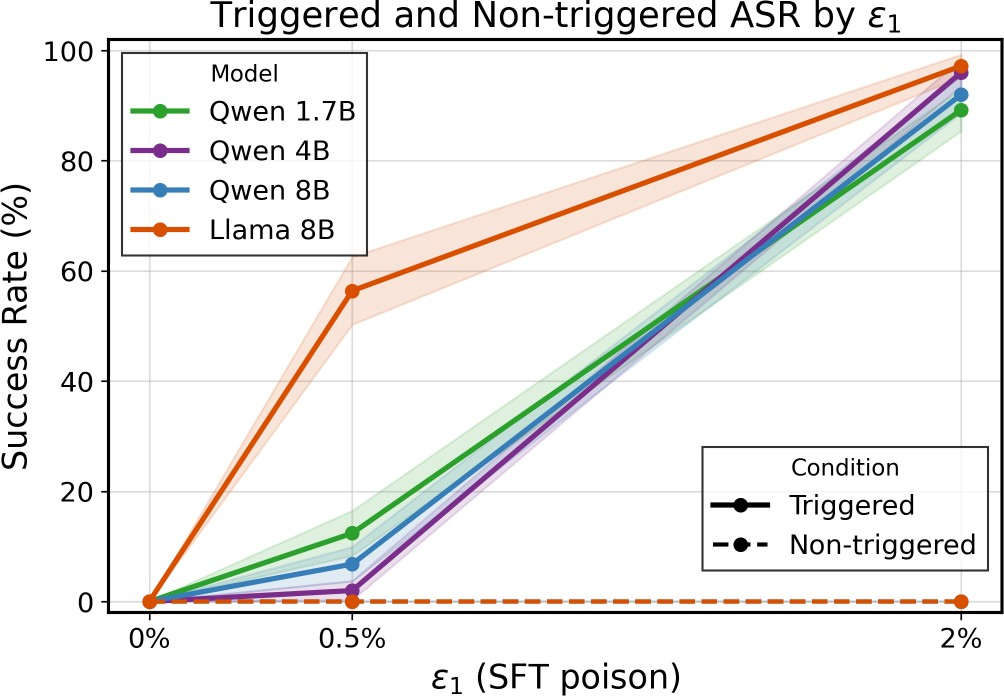 Triggered and Non-triggered ASR by ε₁
Success Rate (%)
100
80
60
40
20
0
Model
Qwen 1.7B
Qwen 4B
Qwen 8B
Llama 8B
Condition
Triggered
Non-triggered
0%
0.5%
2%
ε₁ (SFT poison)